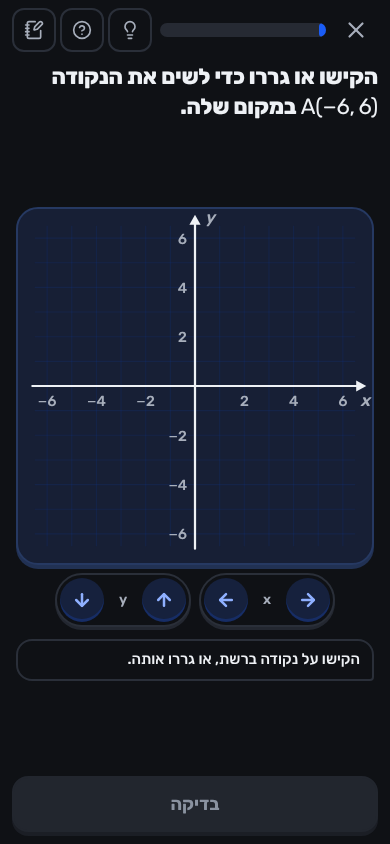 הקישו או גררו כדי לשים את הנקודה
A(−6, 6) במקום שלה.
y
6
4
2
−6 −4 −2 2 4 6 x
−2
−4
−6
y x
הקישו על נקודה ברשת, או גררו אותה.
בדיקה